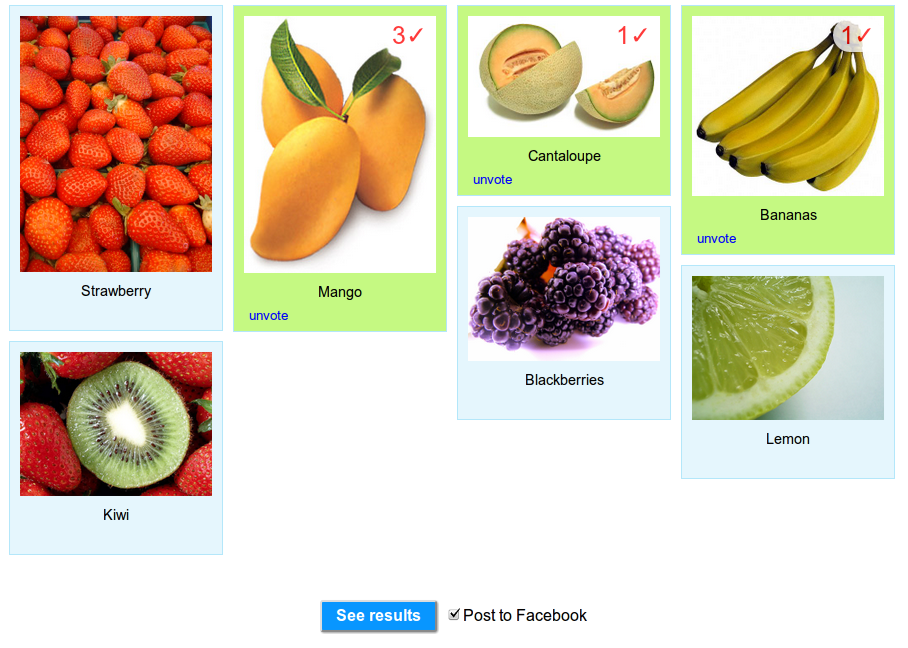 3✓
1✓
1✓
Strawberry
Mango
unvote
Cantaloupe
unvote
Bananas
unvote
Kiwi
Blackberries
Lemon
See results
Post to Facebook